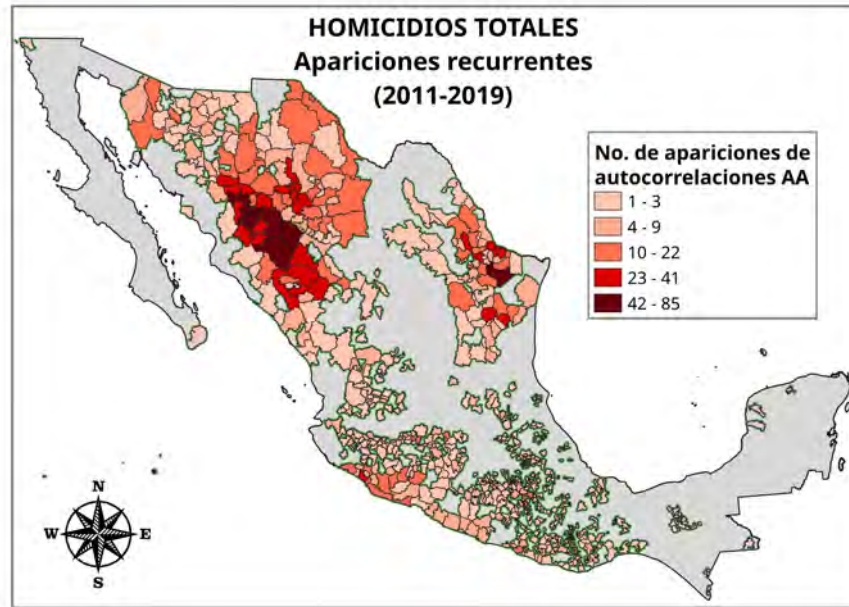 HOMICIDIOS TOTALES
Apariciones recurrentes
(2011-2019)
No. de apariciones de
autocorrelaciones AA
1 - 3
4 - 9
10 - 22
23 - 41
42 - 85
N
W E
S